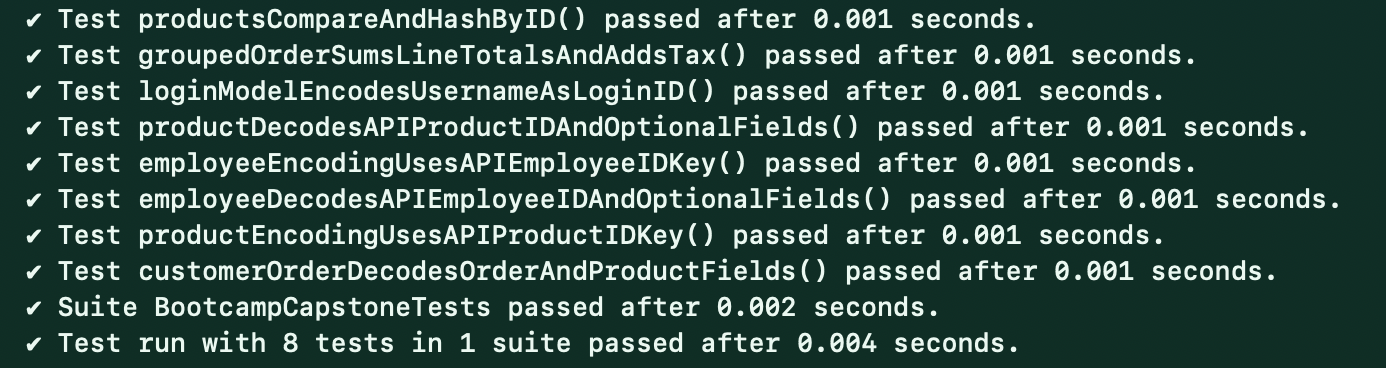 ✔ Test productsCompareAndHashByID() passed after 0.001 seconds.
✔ Test groupedOrderSumsLineTotalsAndAddsTax() passed after 0.001 seconds.
✔ Test loginModelEncodesUsernameAsLoginID() passed after 0.001 seconds.
✔ Test productDecodesAPIProductIDAndOptionalFields() passed after 0.001 seconds.
✔ Test employeeEncodingUsesAPIEmployeeIDKey() passed after 0.001 seconds.
✔ Test employeeDecodesAPIEmployeeIDAndOptionalFields() passed after 0.001 seconds.
✔ Test productEncodingUsesAPIProductIDKey() passed after 0.001 seconds.
✔ Test customerOrderDecodesOrderAndProductFields() passed after 0.001 seconds.
✔ Suite BootcampCapstoneTests passed after 0.002 seconds.
✔ Test run with 8 tests in 1 suite passed after 0.004 seconds.